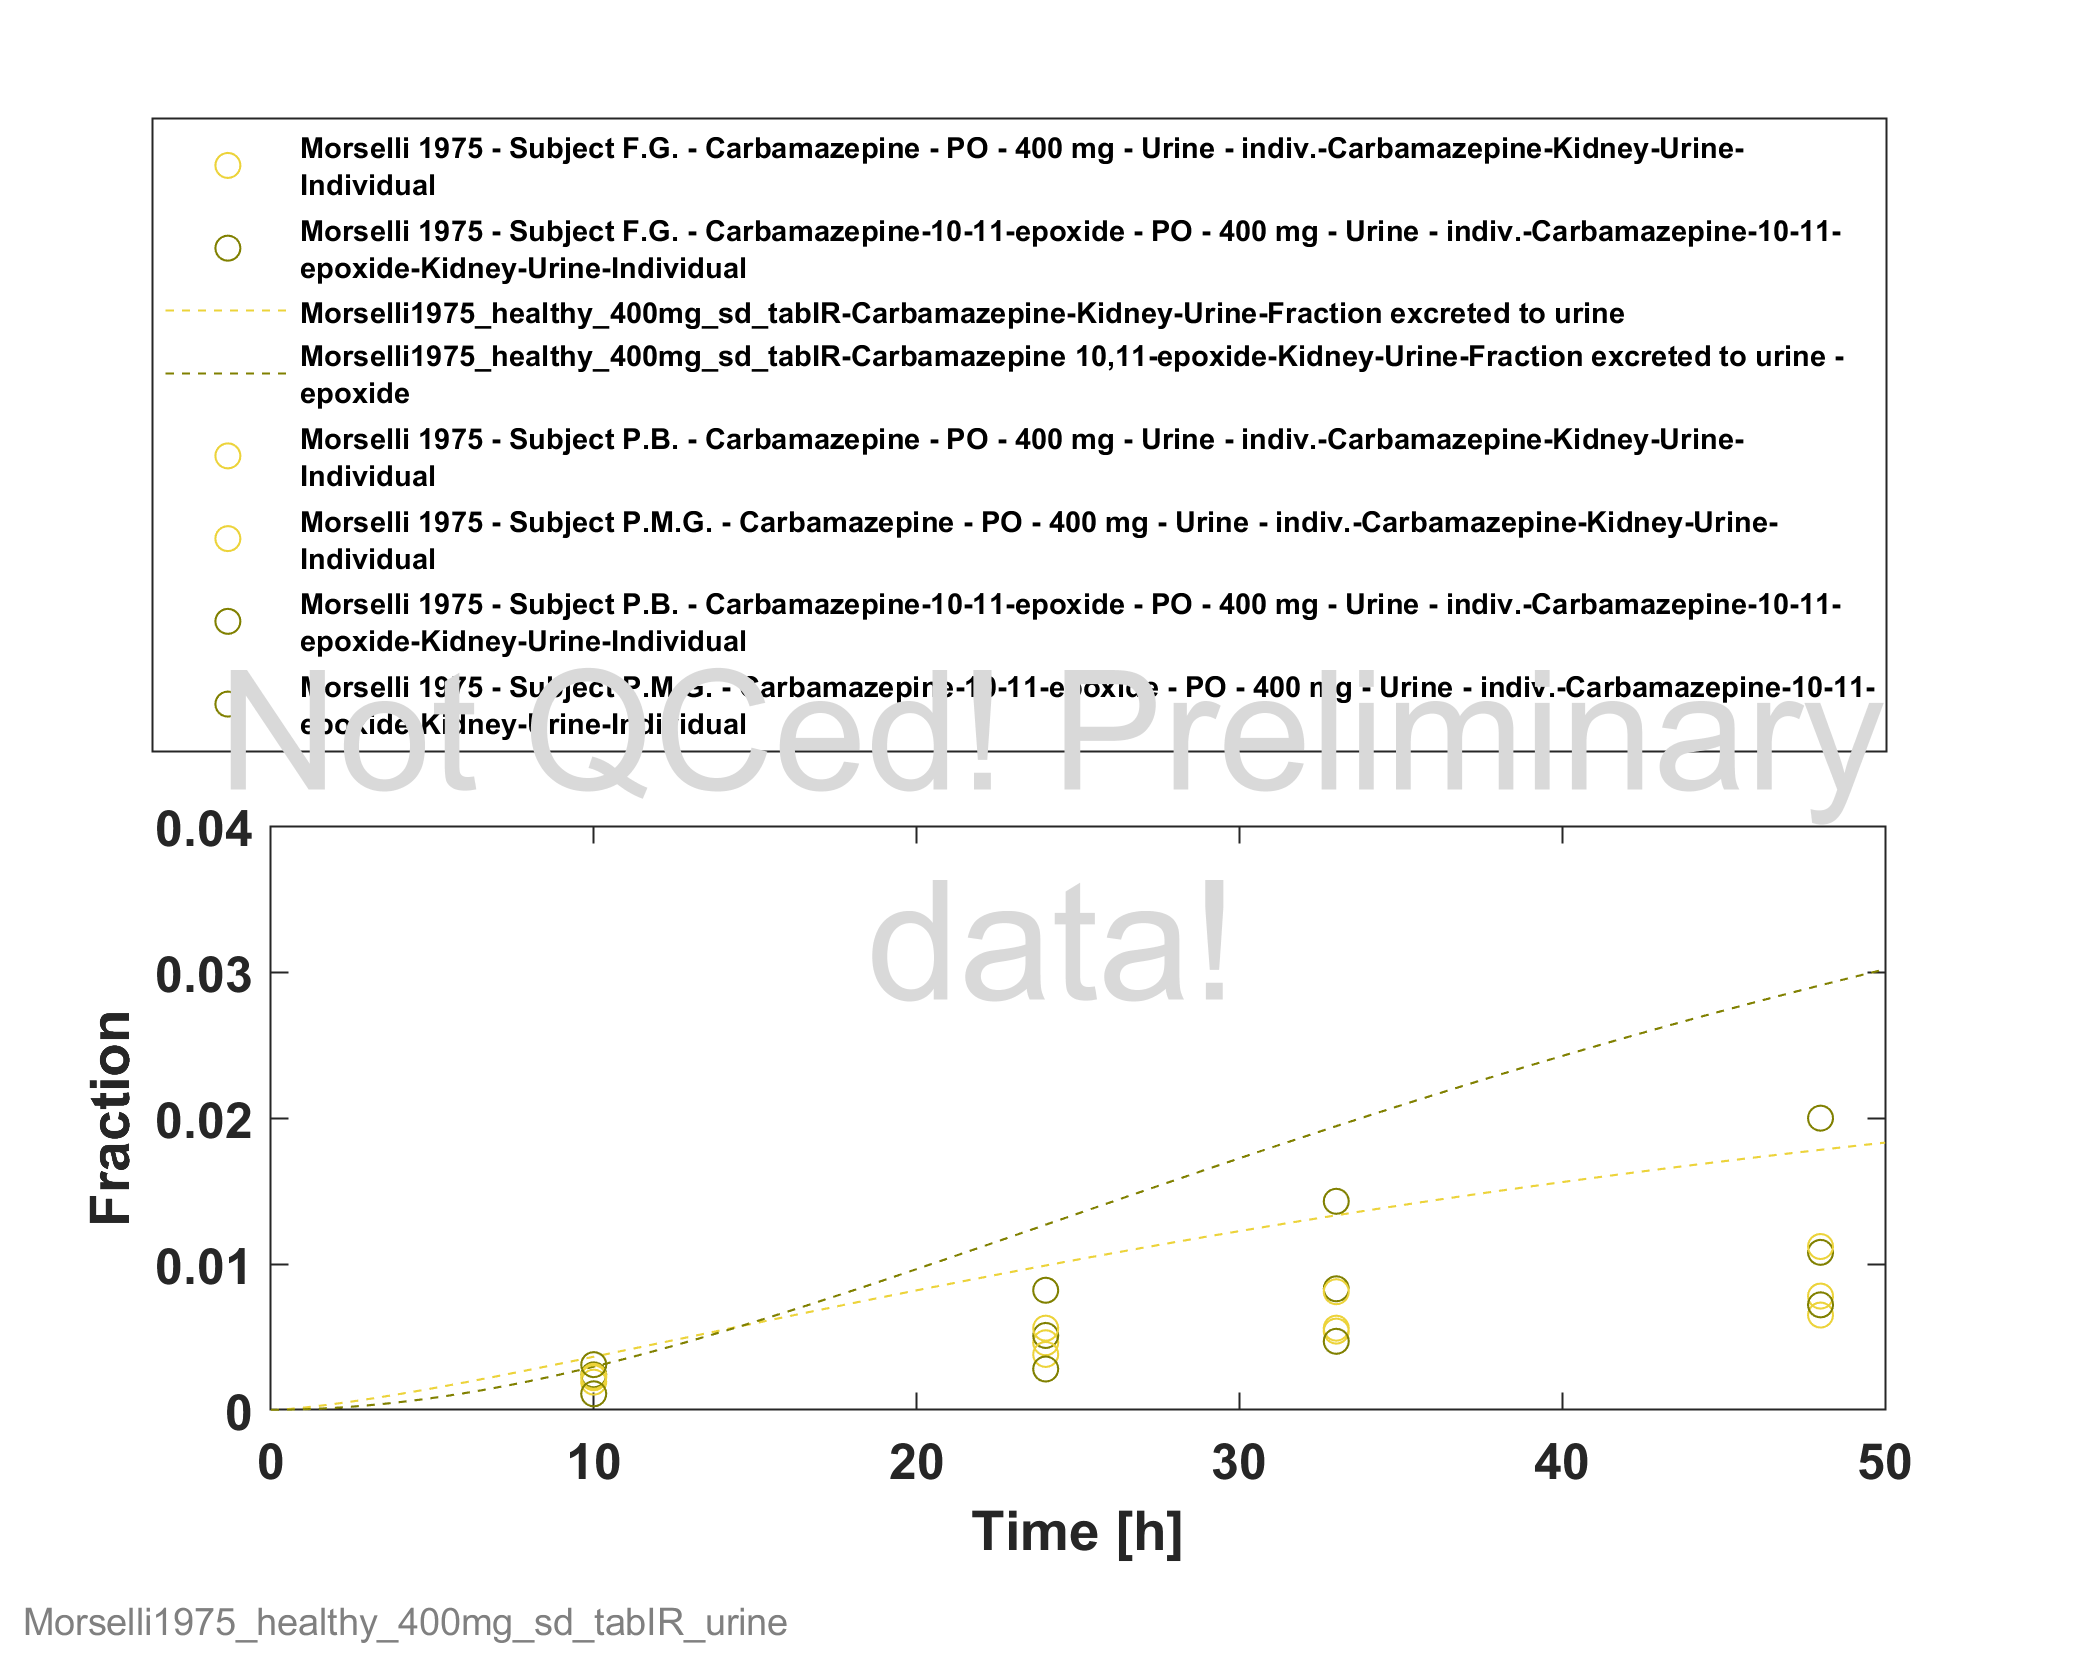 Morselli 1975 - Subject F.G. - Carbamazepine - PO - 400 mg - Urine - indiv.-Carbamazepine-Kidney-Urine-
Individual
Morselli 1975 - Subject F.G. - Carbamazepine-10-11-epoxide - PO - 400 mg - Urine - indiv.-Carbamazepine-10-11-
epoxide-Kidney-Urine-Individual
Morselli1975_healthy_400mg_sd_tabIR-Carbamazepine-Kidney-Urine-Fraction excreted to urine
Morselli1975_healthy_400mg_sd_tabIR-Carbamazepine 10,11-epoxide-Kidney-Urine-Fraction excreted to urine -
epoxide
Morselli 1975 - Subject P.B. - Carbamazepine - PO - 400 mg - Urine - indiv.-Carbamazepine-Kidney-Urine-
Individual
Morselli 1975 - Subject P.M.G. - Carbamazepine - PO - 400 mg - Urine - indiv.-Carbamazepine-Kidney-Urine-
Individual
Morselli 1975 - Subject P.B. - Carbamazepine-10-11-epoxide - PO - 400 mg - Urine - indiv.-Carbamazepine-10-11-
epoxide-Kidney-Urine-Individual
Morselli 1975 - Subject P.M.G. - Carbamazepine-10-11-epoxide - PO - 400 mg - Urine - indiv.-Carbamazepine-10-11-
epoxide-Kidney-Urine-Individual
Not QCed! Preliminary
data!
0.04
0.03
0.02
0.01
0
Fraction
0 10 20 30 40 50
Time [h]
Morselli1975_healthy_400mg_sd_tabIR_urine